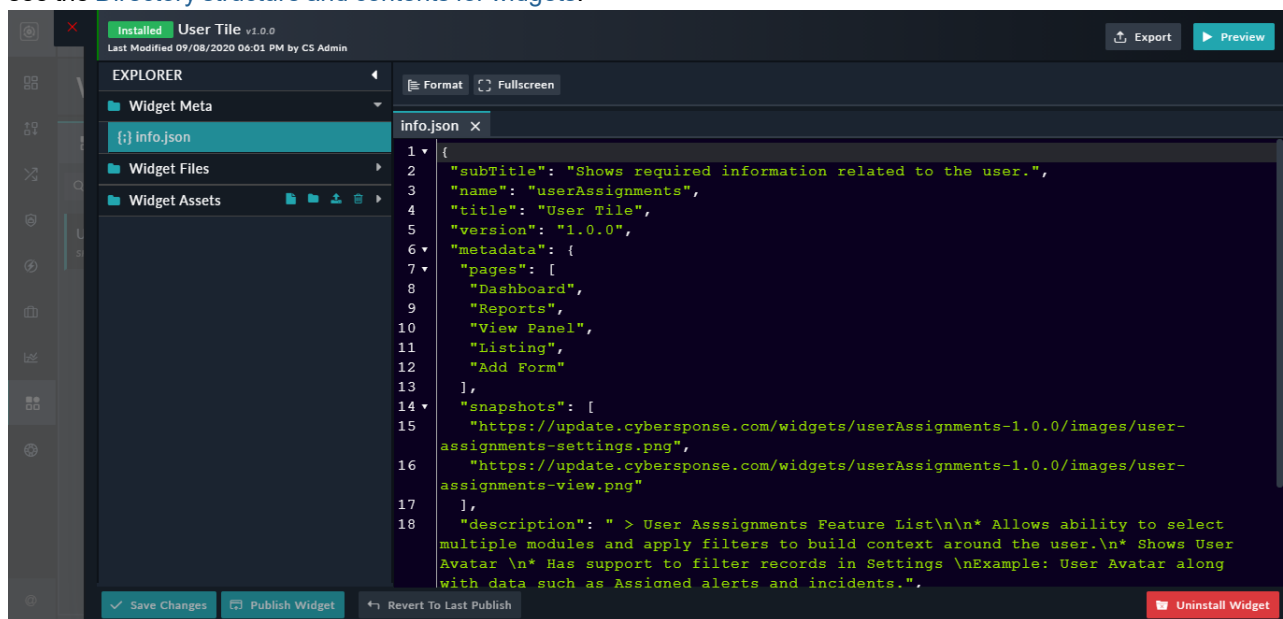 see the Directory structure and contents for widgets.
Installed User Tile v1.0.0
Last Modified 09/08/2020 06:01 PM by CS Admin
Export
Preview
EXPLORER
Format Fullscreen
Widget Meta
{;} info.json
Widget Files
Widget Assets
info.json ×
1 {
2 "subTitle": "Shows required information related to the user.",
3 "name": "userAssignments",
4 "title": "User Tile",
5 "version": "1.0.0",
6 "metadata": {
7 "pages": [
8 "Dashboard",
9 "Reports",
10 "View Panel",
11 "Listing",
12 "Add Form"
13 ],
14 "snapshots": [
15 "https://update.cybersponse.com/widgets/userAssignments-1.0.0/images/user-
assignments-settings.png",
16 "https://update.cybersponse.com/widgets/userAssignments-1.0.0/images/user-
assignments-view.png"
17 ],
18 "description": " > User Asssignments Feature List\n\n* Allows ability to select
multiple modules and apply filters to build context around the user.\n* Shows User
Avatar \n* Has support to filter records in Settings \nExample: User Avatar along
with data such as Assigned alerts and incidents.",
Save Changes
Publish Widget
Revert To Last Publish
Uninstall Widget